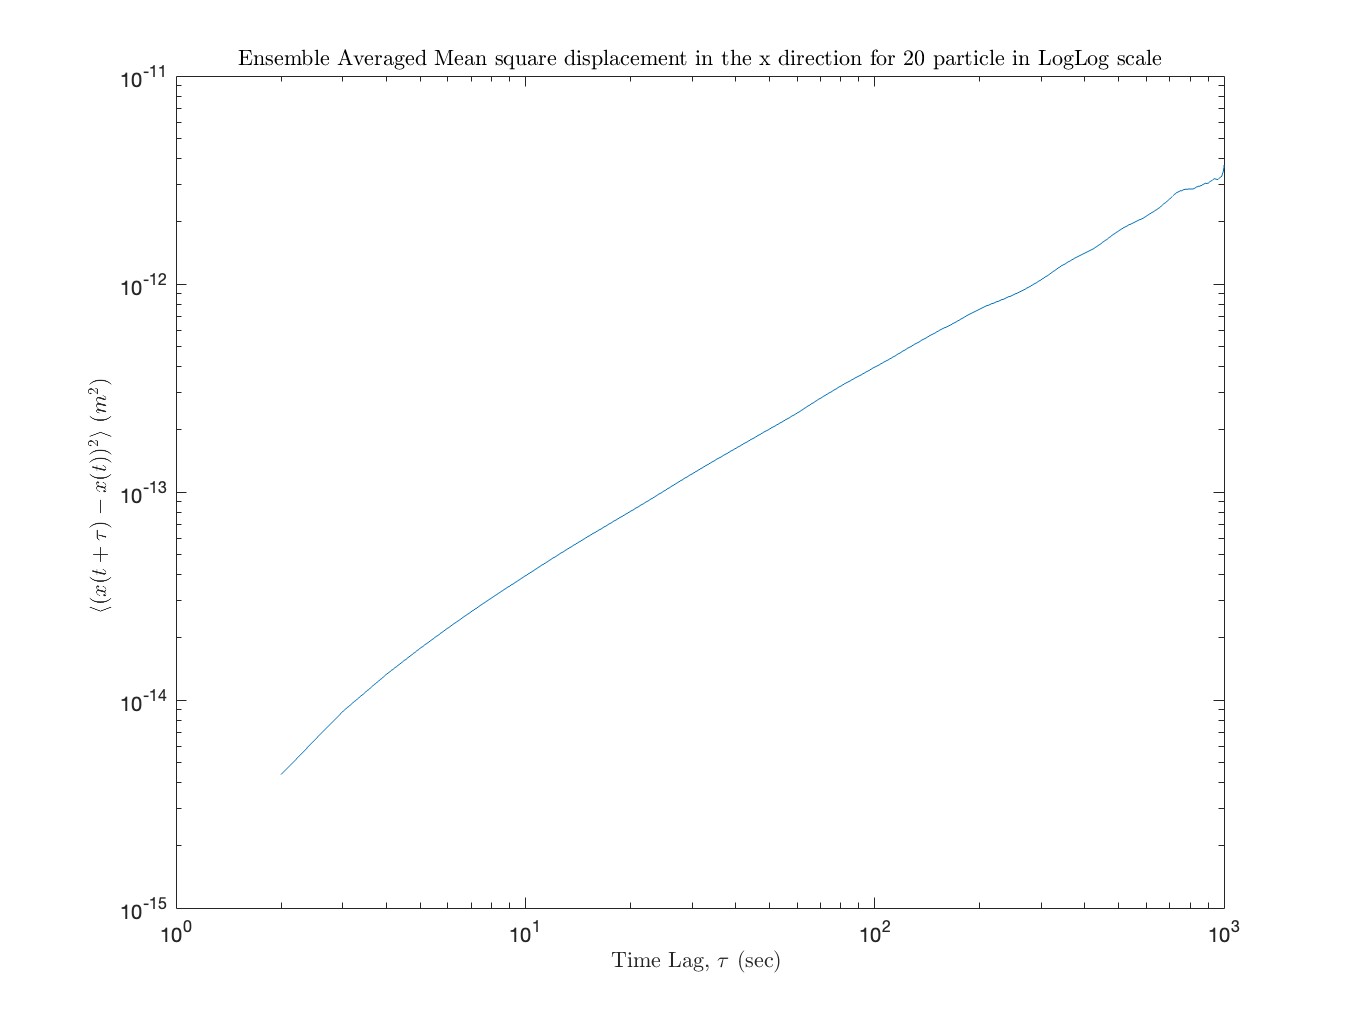 Ensemble Averaged Mean square displacement in the x direction for 20 particle in LogLog scale
10^-11
10^-12
10^-13
10^-14
10^-15
⟨(x(t + τ) − x(t))^2⟩ (m^2)
10^0 10^1 10^2 10^3
Time Lag, τ (sec)